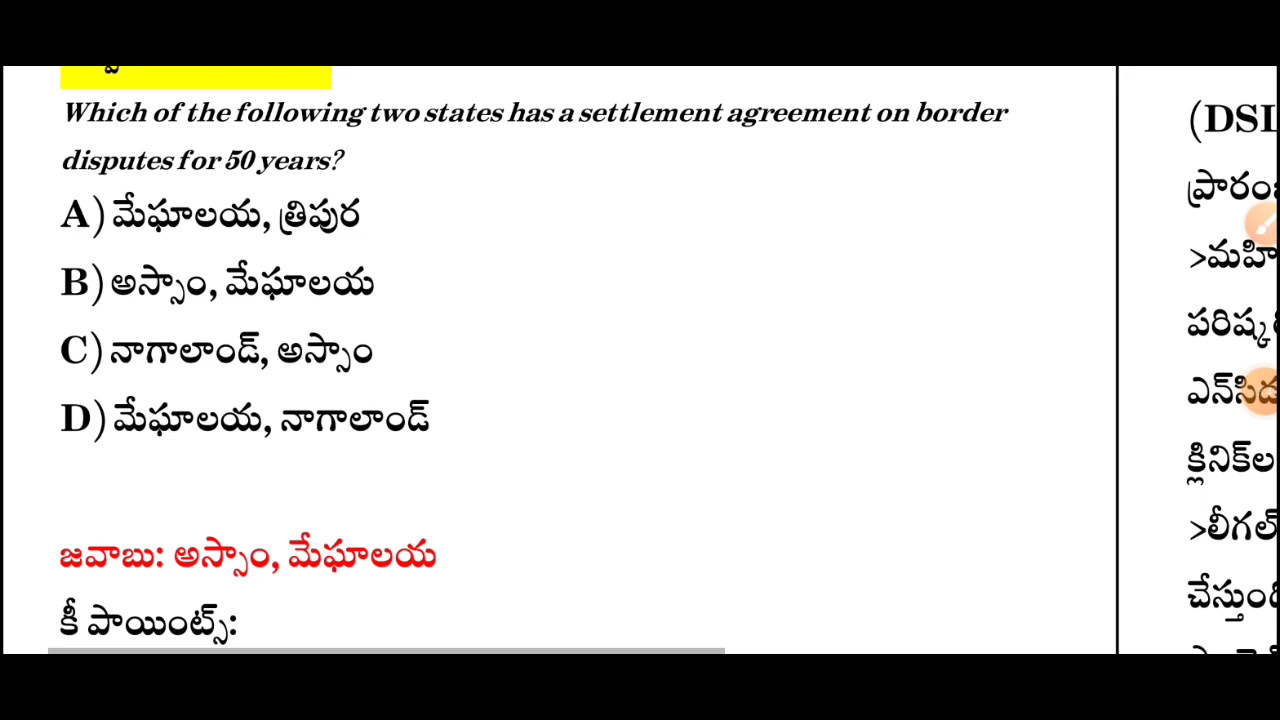 Which of the following two states has a settlement agreement on border
disputes for 50 years?
A) మేఘాలయ, త్రిపుర
B) అస్సాం, మేఘాలయ
C) నాగాలాండ్, అస్సాం
D) మేఘాలయ, నాగాలాండ్
జవాబు: అస్సాం, మేఘాలయ
కీ పాయింట్స్:
(DSL
>మహి
ఎన్‌సిడ
క్లినిక్‌ల
>లీగల్